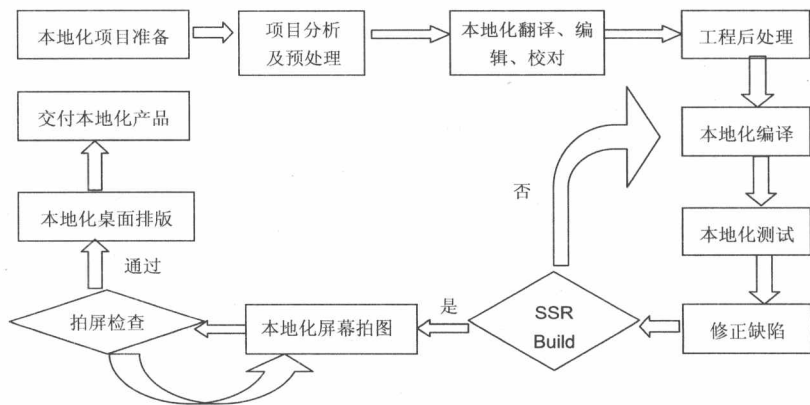 本地化项目准备
项目分析
及预处理
本地化翻译、编
辑、校对
工程后处理
交付本地化产品
本地化编译
否
本地化桌面排版
本地化测试
通过
是
拍屏检查
本地化屏幕拍图
SSR
Build
修正缺陷